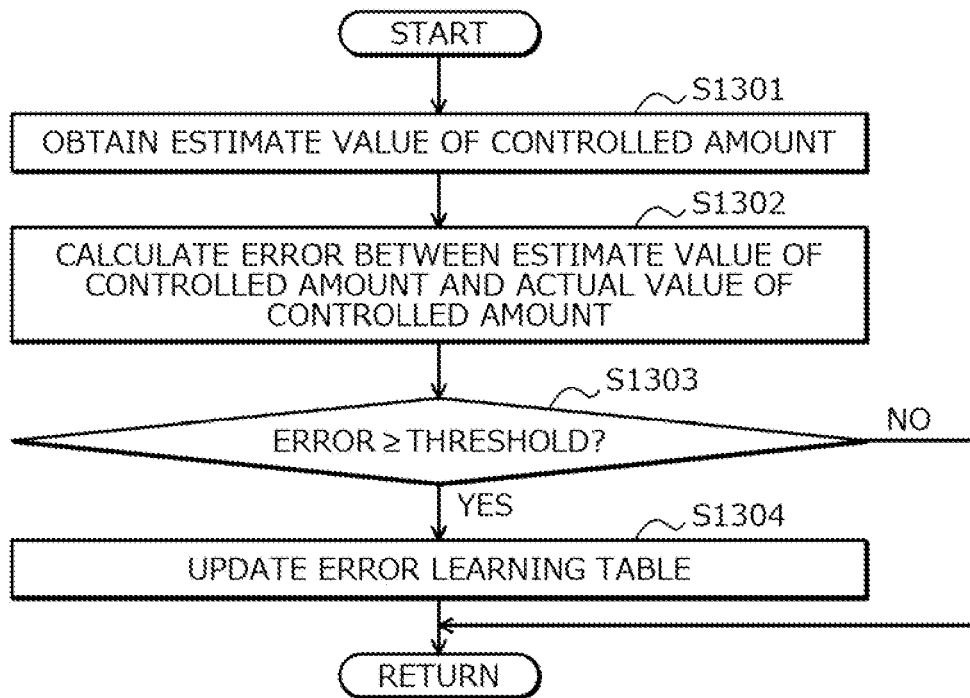 START
S1301
OBTAIN ESTIMATE VALUE OF CONTROLLED AMOUNT
S1302
CALCULATE ERROR BETWEEN ESTIMATE VALUE OF
CONTROLLED AMOUNT AND ACTUAL VALUE OF
CONTROLLED AMOUNT
S1303
ERROR ≥ THRESHOLD?
NO
YES
S1304
UPDATE ERROR LEARNING TABLE
RETURN